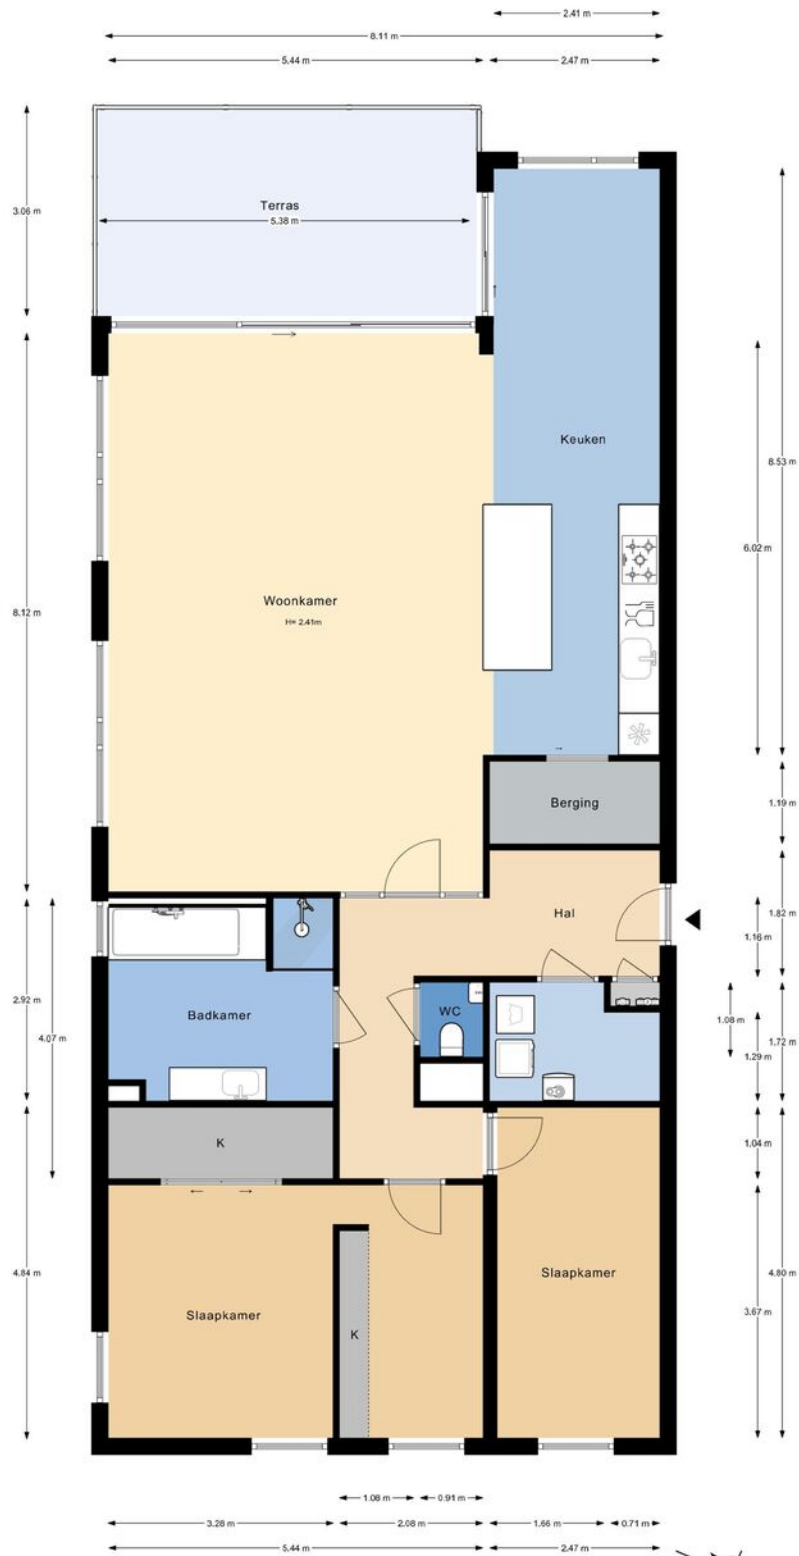 2.41 m
8.11 m
5.44 m
2.47 m
3.06 m
Terras
5.38 m
Keuken
8.53 m
6.02 m
Woonkamer
H= 2.41m
8.12 m
Berging
1.19 m
Hal
1.82 m
1.16 m
2.92 m
4.07 m
Badkamer
WC
1.08 m
1.72 m
1.29 m
K
1.04 m
4.84 m
Slaapkamer
4.80 m
Slaapkamer
3.67 m
K
1.08 m
0.91 m
3.28 m
2.08 m
1.66 m
0.71 m
5.44 m
2.47 m